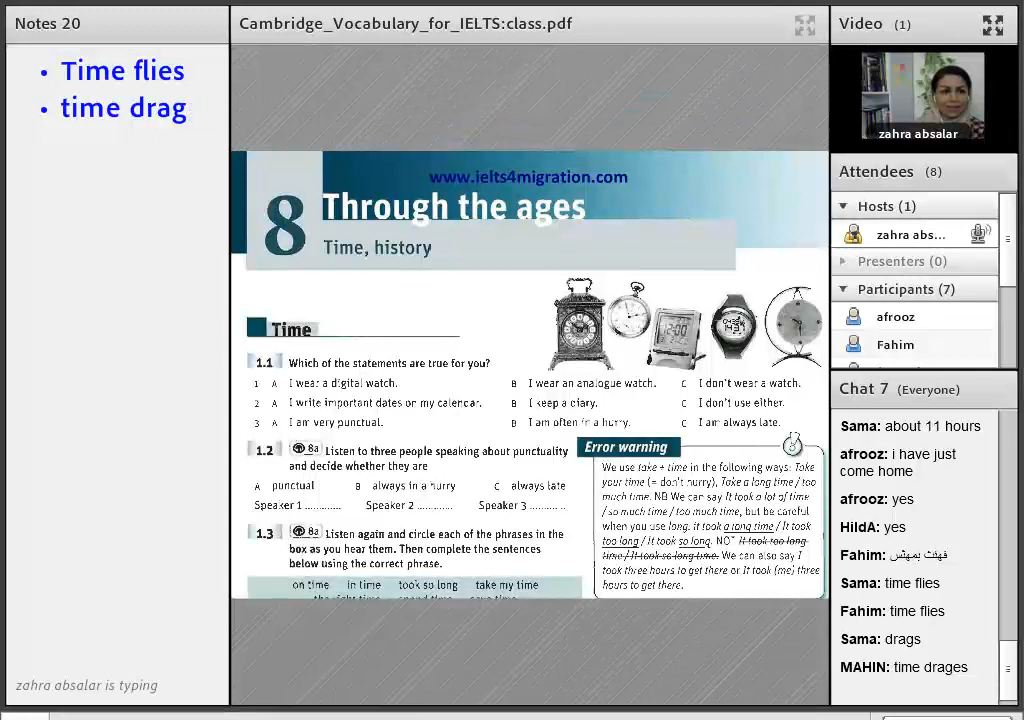 Notes 20
• Time flies
• time drag
zahra absalar is typing
Cambridge_Vocabulary_for_IELTS:class.pdf
www.ielts4migration.com
8 Through the ages
Time, history
Time
1.1 Which of the statements are true for you?
1 A I wear a digital watch. B I wear an analogue watch. C I don't wear a watch.
2 A I write important dates on my calendar. B I keep a diary. C I don't use either.
3 A I am very punctual. B I am often in a hurry. C I am always late.
1.2 8a Listen to three people speaking about punctuality
and decide whether they are
A punctual B always in a hurry C always late
Speaker 1 ............ Speaker 2 ............ Speaker 3 ............
1.3 8a Listen again and circle each of the phrases in the
box as you hear them. Then complete the sentences
below using the correct phrase.
on time in time took so long take my time
Error warning
We use take + time in the following ways: Take
your time (= don't hurry), Take a long time / too
much time. NB We can say It took a lot of time
/ so much time / too much time, but be careful
when you use long: it took a long time / It took
too long / It took so long. NOT It took too long
time / It took so long time. We can also say I
took three hours to get there or It took (me) three
hours to get there.
Video (1)
zahra absalar
Attendees (8)
Hosts (1)
zahra abs...
Presenters (0)
Participants (7)
afrooz
Fahim
Chat 7 (Everyone)
Sama: about 11 hours
afrooz: i have just
come home
afrooz: yes
HildA: yes
Fahim: فهئث بمهثس
Sama: time flies
Fahim: time flies
Sama: drags
MAHIN: time drages